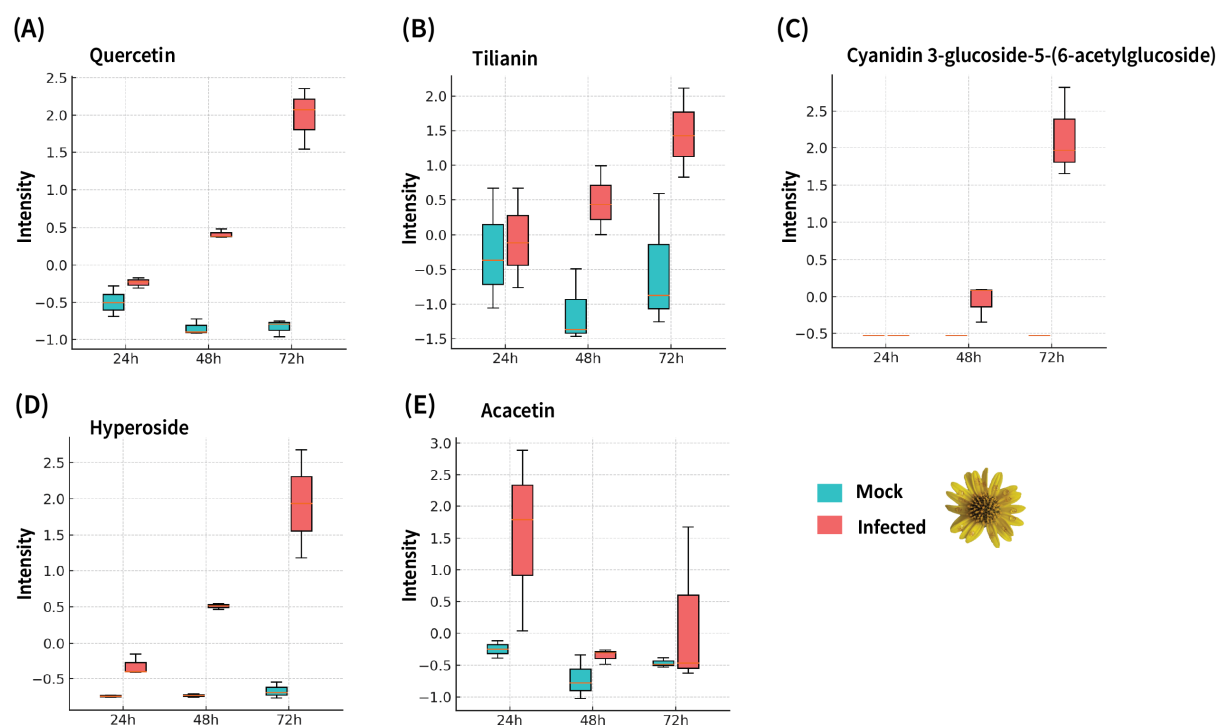 (A)
Quercetin
Intensity
2.5
2.0
1.5
1.0
0.5
0.0
−0.5
−1.0
24h
48h
72h
(B)
Tilianin
Intensity
2.0
1.5
1.0
0.5
0.0
−0.5
−1.0
−1.5
24h
48h
72h
(C)
Cyanidin 3-glucoside-5-(6-acetylglucoside)
Intensity
2.5
2.0
1.5
1.0
0.5
0.0
−0.5
24h
48h
72h
(D)
Hyperoside
Intensity
2.5
2.0
1.5
1.0
0.5
0.0
−0.5
24h
48h
72h
(E)
Acacetin
Intensity
3.0
2.5
2.0
1.5
1.0
0.5
0.0
−0.5
−1.0
24h
48h
72h
Mock
Infected